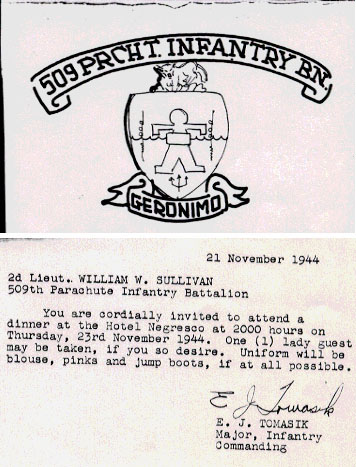 509 PRCHT. INFANTRY BN.
GERONIMO
21 November 1944
2d Lieut. WILLIAM W. SULLIVAN
509th Parachute Infantry Battalion
You are cordially invited to attend a
dinner at the Hotel Negresco at 2000 hours on
Thursday, 23rd November 1944. One (1) lady guest
may be taken, if you so desire. Uniform will be
blouse, pinks and jump boots, if at all possible.
E J Tomasik
E. J. TOMASIK
Major, Infantry
Commanding